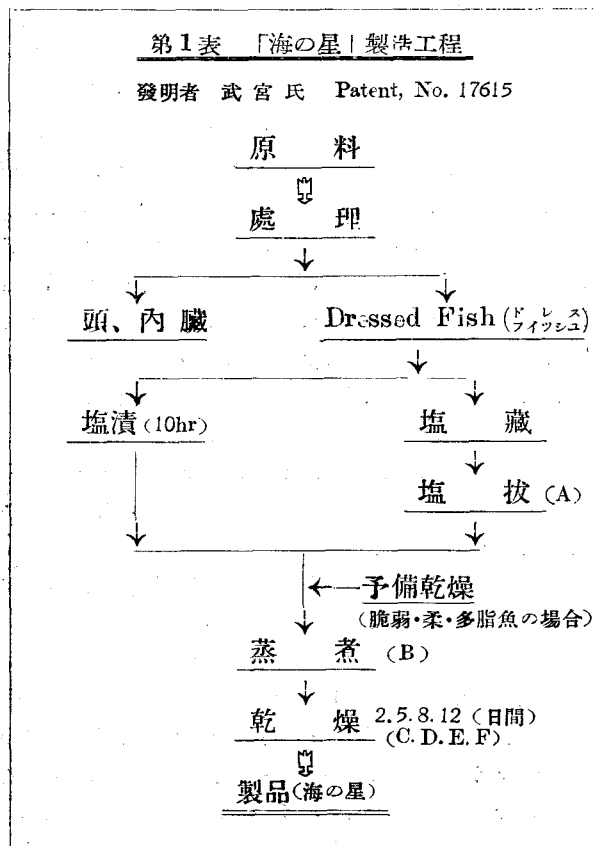 第1表 「海の星」製造工程
發明者 武宮氏 Patent, No. 17615
原料
處理
頭、內臓 Dressed Fish (ドレスフイツシユ)
塩漬 (10hr) 塩藏
塩拔 (A)
予備乾燥
(脆弱・柔・多脂魚の場合)
蒸煮 (B)
乾燥 2.5.8.12 (日間)
(C.D.E.F)
製品(海の星)